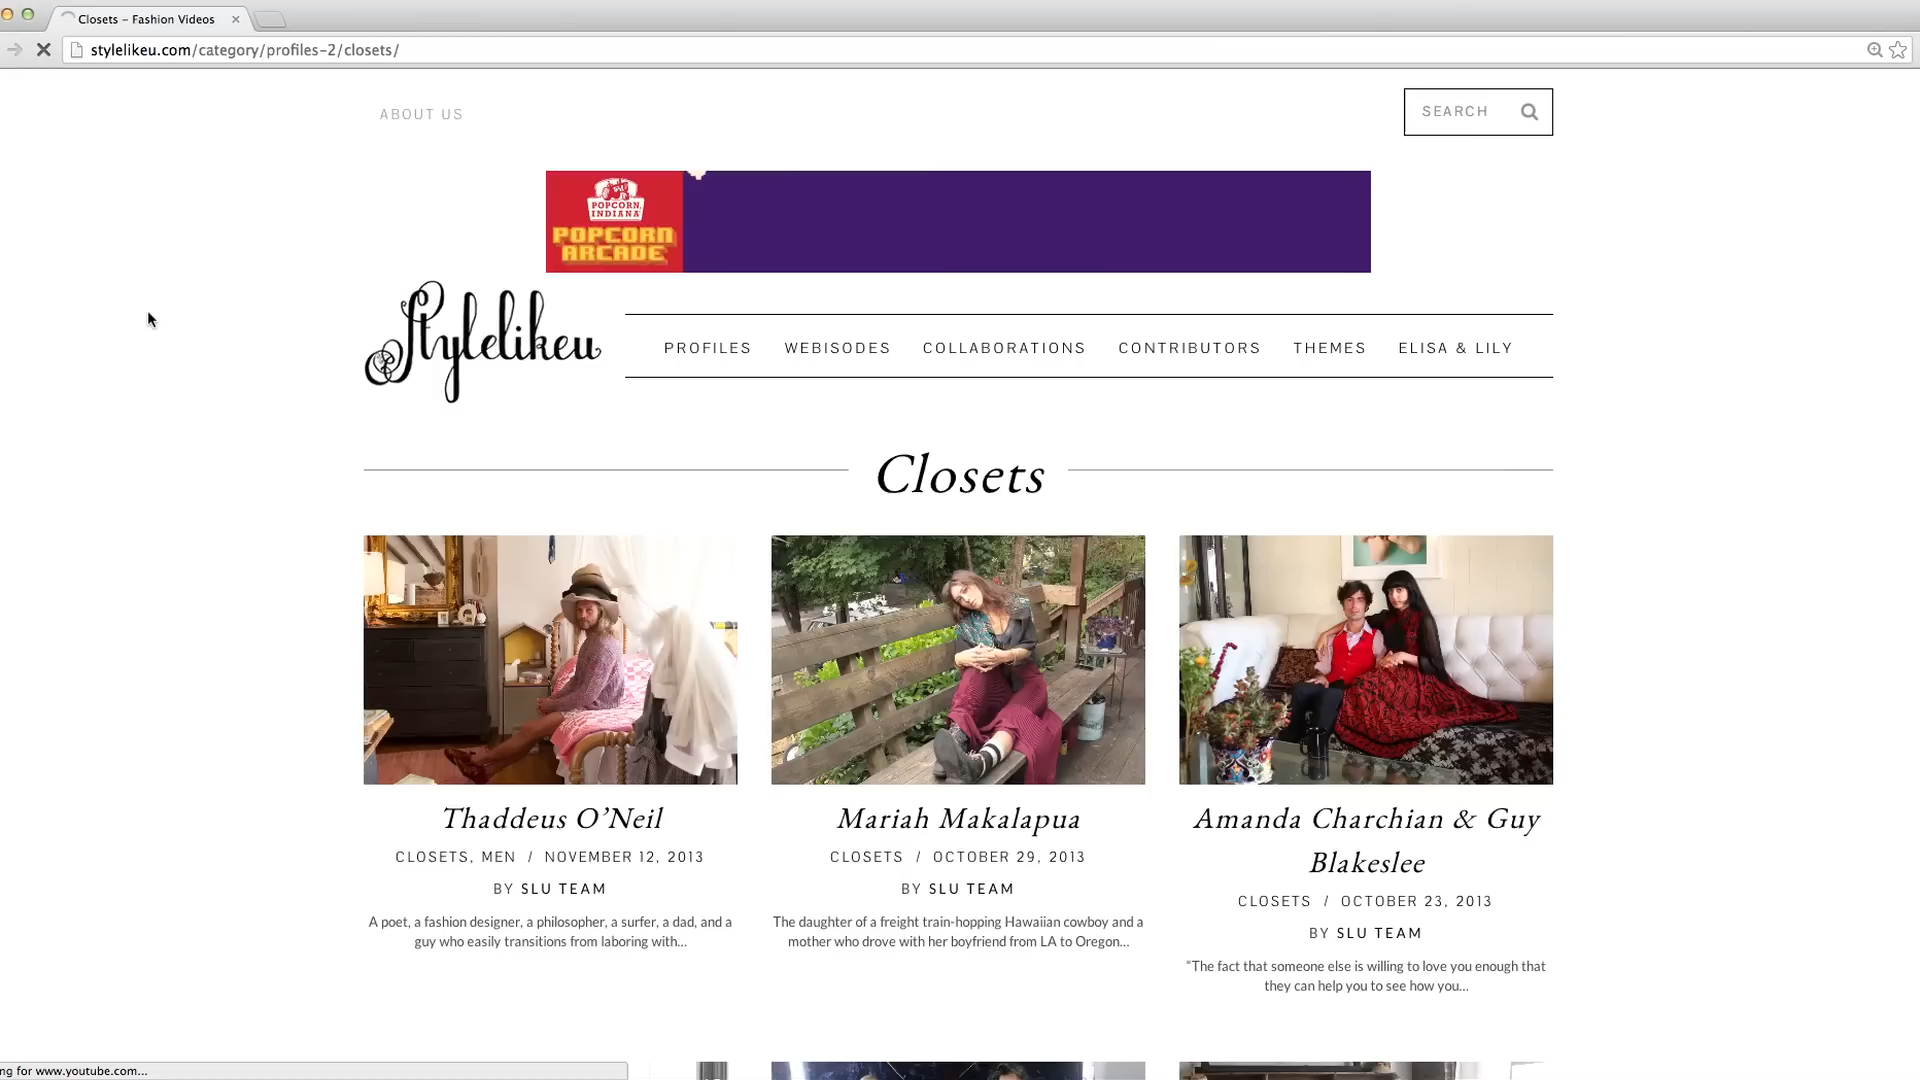 Closets – Fashion Videos
stylelikeu.com/category/profiles-2/closets/
ABOUT US
SEARCH
POPCORN,
INDIANA
POPCORN
ARCADE
Stylelikeu
PROFILES WEBISODES COLLABORATIONS CONTRIBUTORS THEMES ELISA & LILY
Closets
Thaddeus O’Neil
CLOSETS, MEN / NOVEMBER 12, 2013
BY SLU TEAM
A poet, a fashion designer, a philosopher, a surfer, a dad, and a
guy who easily transitions from laboring with...
Mariah Makalapua
CLOSETS / OCTOBER 29, 2013
BY SLU TEAM
The daughter of a freight train-hopping Hawaiian cowboy and a
mother who drove with her boyfriend from LA to Oregon...
Amanda Charchian & Guy
Blakeslee
CLOSETS / OCTOBER 23, 2013
BY SLU TEAM
“The fact that someone else is willing to love you enough that
they can help you to see how you...
ng for www.youtube.com...